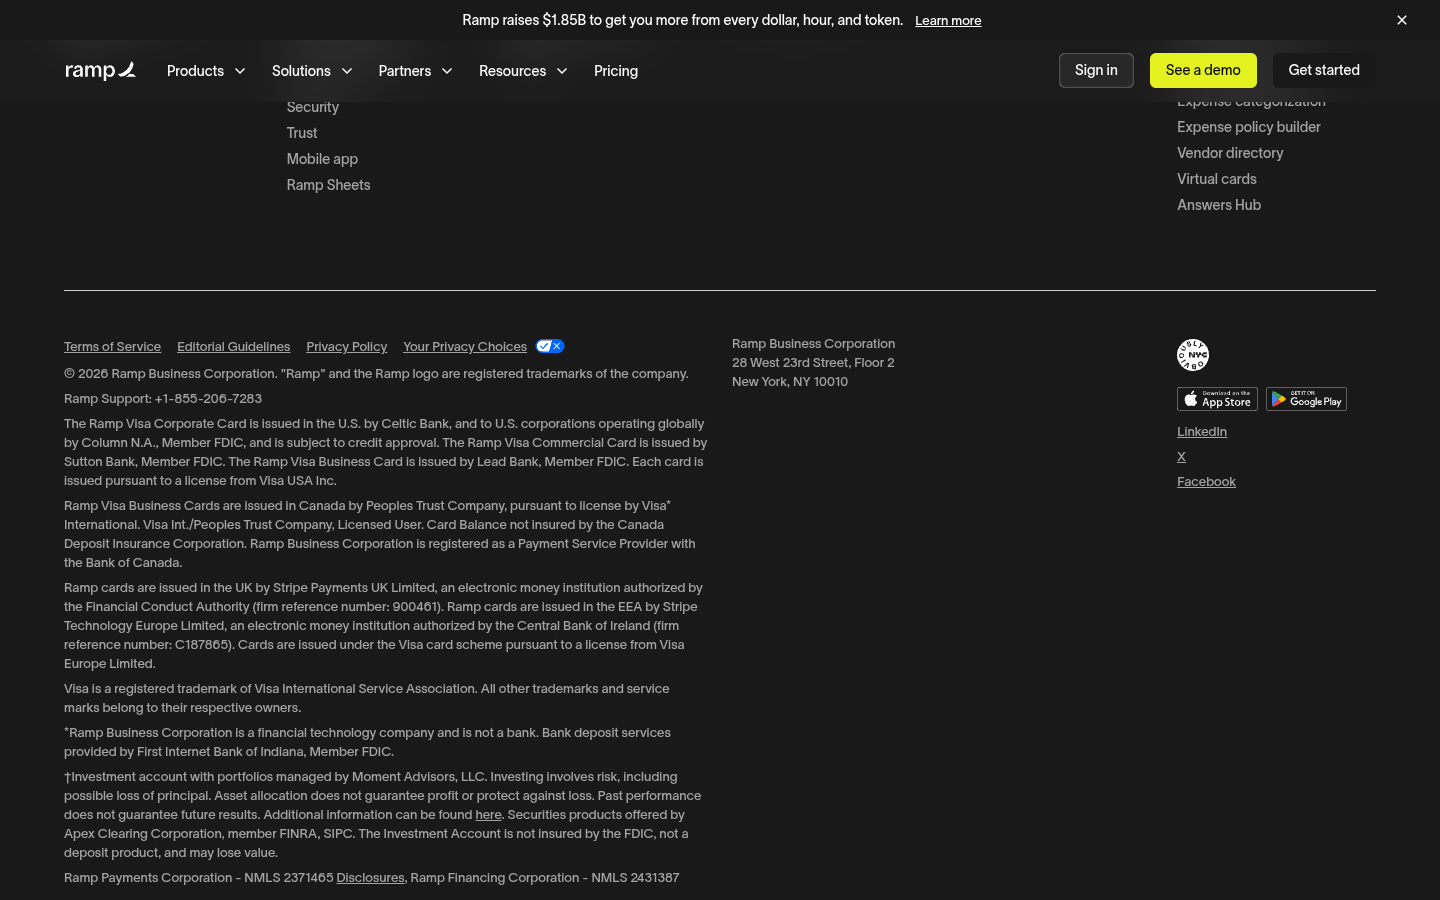 Ramp raises $1.85B to get you more from every dollar, hour, and token. Learn more
ramp Products Solutions Partners Resources Pricing Sign in See a demo Get started
Security
Trust
Mobile app
Ramp Sheets
Expense categorization
Expense policy builder
Vendor directory
Virtual cards
Answers Hub
Terms of Service Editorial Guidelines Privacy Policy Your Privacy Choices
© 2026 Ramp Business Corporation. "Ramp" and the Ramp logo are registered trademarks of the company.
Ramp Support: +1-855-206-7283
The Ramp Visa Corporate Card is issued in the U.S. by Celtic Bank, and to U.S. corporations operating globally
by Column N.A., Member FDIC, and is subject to credit approval. The Ramp Visa Commercial Card is issued by
Sutton Bank, Member FDIC. The Ramp Visa Business Card is issued by Lead Bank, Member FDIC. Each card is
issued pursuant to a license from Visa USA Inc.
Ramp Visa Business Cards are issued in Canada by Peoples Trust Company, pursuant to license by Visa*
International. Visa Int./Peoples Trust Company, Licensed User. Card Balance not insured by the Canada
Deposit Insurance Corporation. Ramp Business Corporation is registered as a Payment Service Provider with
the Bank of Canada.
Ramp cards are issued in the UK by Stripe Payments UK Limited, an electronic money institution authorized by
the Financial Conduct Authority (firm reference number: 900461). Ramp cards are issued in the EEA by Stripe
Technology Europe Limited, an electronic money institution authorized by the Central Bank of Ireland (firm
reference number: C187865). Cards are issued under the Visa card scheme pursuant to a license from Visa
Europe Limited.
Visa is a registered trademark of Visa International Service Association. All other trademarks and service
marks belong to their respective owners.
*Ramp Business Corporation is a financial technology company and is not a bank. Bank deposit services
provided by First Internet Bank of Indiana, Member FDIC.
†Investment account with portfolios managed by Moment Advisors, LLC. Investing involves risk, including
possible loss of principal. Asset allocation does not guarantee profit or protect against loss. Past performance
does not guarantee future results. Additional information can be found here. Securities products offered by
Apex Clearing Corporation, member FINRA, SIPC. The Investment Account is not insured by the FDIC, not a
deposit product, and may lose value.
Ramp Payments Corporation - NMLS 2371465 Disclosures, Ramp Financing Corporation - NMLS 2431387
Ramp Business Corporation
28 West 23rd Street, Floor 2
New York, NY 10010
OBVIOUSLY
NYC
Download on the
App Store
GET IT ON
Google Play
LinkedIn
X
Facebook